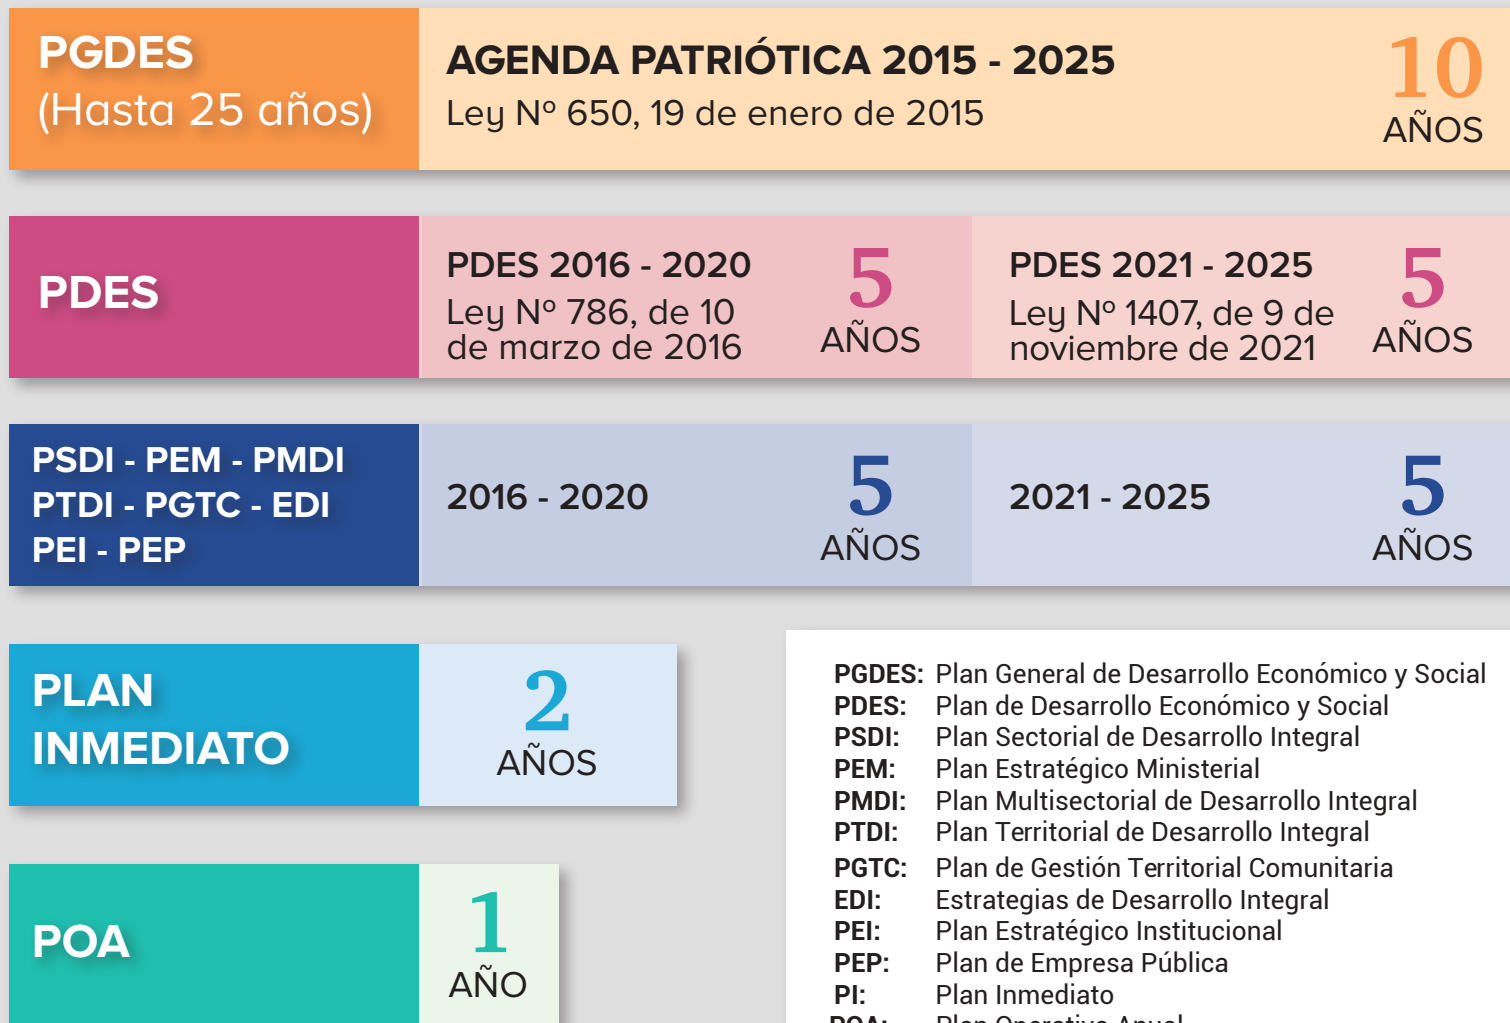 PGDES
(Hasta 25 años)
AGENDA PATRIÓTICA 2015 - 2025
Ley Nº 650, 19 de enero de 2015
10
AÑOS
PDES
PDES 2016 - 2020
Ley Nº 786, de 10
de marzo de 2016
5
AÑOS
PDES 2021 - 2025
Ley Nº 1407, de 9 de
noviembre de 2021
5
AÑOS
PSDI - PEM - PMDI
PTDI - PGTC - EDI
PEI - PEP
2016 - 2020
5
AÑOS
2021 - 2025
5
AÑOS
PLAN
INMEDIATO
2
AÑOS
POA
1
AÑO
PGDES: Plan General de Desarrollo Económico y Social
PDES: Plan de Desarrollo Económico y Social
PSDI: Plan Sectorial de Desarrollo Integral
PEM: Plan Estratégico Ministerial
PMDI: Plan Multisectorial de Desarrollo Integral
PTDI: Plan Territorial de Desarrollo Integral
PGTC: Plan de Gestión Territorial Comunitaria
EDI: Estrategias de Desarrollo Integral
PEI: Plan Estratégico Institucional
PEP: Plan de Empresa Pública
PI: Plan Inmediato
POA: Plan Operativo Anual